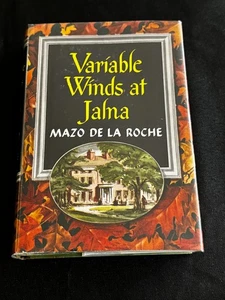 Variable
Winds at
Jalna
MAZO DE LA ROCHE